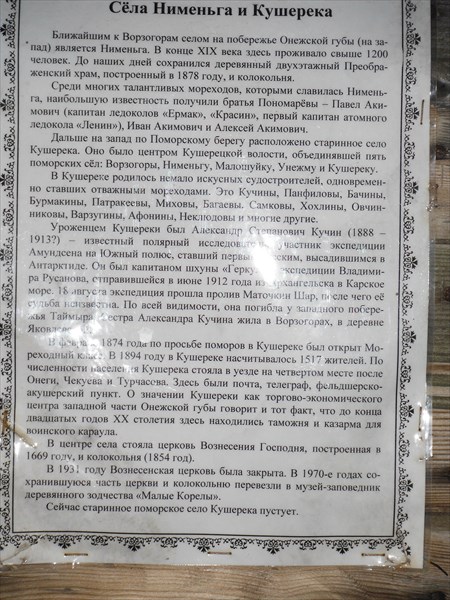 Сёла Нименьга и Кушерека
Ближайшим к Ворзогорам селом на побережье Онежской губы (на за-
пад) является Нименьга. В конце XIX века здесь проживало свыше 1200
человек. До наших дней сохранился деревянный двухэтажный Преобра-
женский храм, построенный в 1878 году, и колокольня.
Среди многих талантливых мореходов, которыми славилась Нимень-
га, наибольшую известность получили братья Пономарёвы – Павел Аки-
мович (капитан ледоколов «Ермак», «Красин», первый капитан атомного
ледокола «Ленин»), Иван Акимович и Алексей Акимович.
Дальше на запад по Поморскому берегу расположено старинное село
Кушерека. Оно было центром Кушерецкой волости, объединявшей пять
поморских сёл: Ворзогоры, Нименьгу, Малошуйку, Унежму и Кушереку.
В Кушереке родилось немало искусных судостроителей, одновремен-
но ставших отважными мореходами. Это Кучины, Панфиловы, Бачины,
Бурмакины, Патракеевы, Миховы, Багаевы, Самковы, Хохлины, Овчин-
никовы, Варзугины, Афонины, Неклюдовы и многие другие.
Уроженцем Кушереки был Александр Степанович Кучин (1888 –
1913?) – известный полярный исследователь, участник экспедиции
Амундсена на Южный полюс, ставший первым русским, высадившимся в
Антарктиде. Он был капитаном шхуны «Геркулес» экспедиции Владими-
ра Русанова, отправившейся в июне 1912 года из Архангельска в Карское
море. 18 августа экспедиция прошла пролив Маточкин Шар, после чего её
судьба неизвестна. По всей видимости, она погибла у западного побере-
жья Таймыра. Сестра Александра Кучина жила в Ворзогорах, в деревне
Яковлевской.
В феврале 1874 года по просьбе поморов в Кушереке был открыт Мо-
реходный класс. В 1894 году в Кушереке насчитывалось 1517 жителей. По
численности населения Кушерека стояла в уезде на четвертом месте после
Онеги, Чекуева и Турчасова. Здесь были почта, телеграф, фельдшерско-
акушерский пункт. О значении Кушереки как торгово-экономического
центра западной части Онежской губы говорит и тот факт, что до конца
двадцатых годов XX столетия здесь находились таможня и казарма для
воинского караула.
В центре села стояла церковь Вознесения Господня, построенная в
1669 году, и колокольня (1854 год).
В 1931 году Вознесенская церковь была закрыта. В 1970-е годах со-
хранившуюся часть церкви и колокольню перевезли в музей-заповедник
деревянного зодчества «Малые Корелы».
Сейчас старинное поморское село Кушерека пустует.